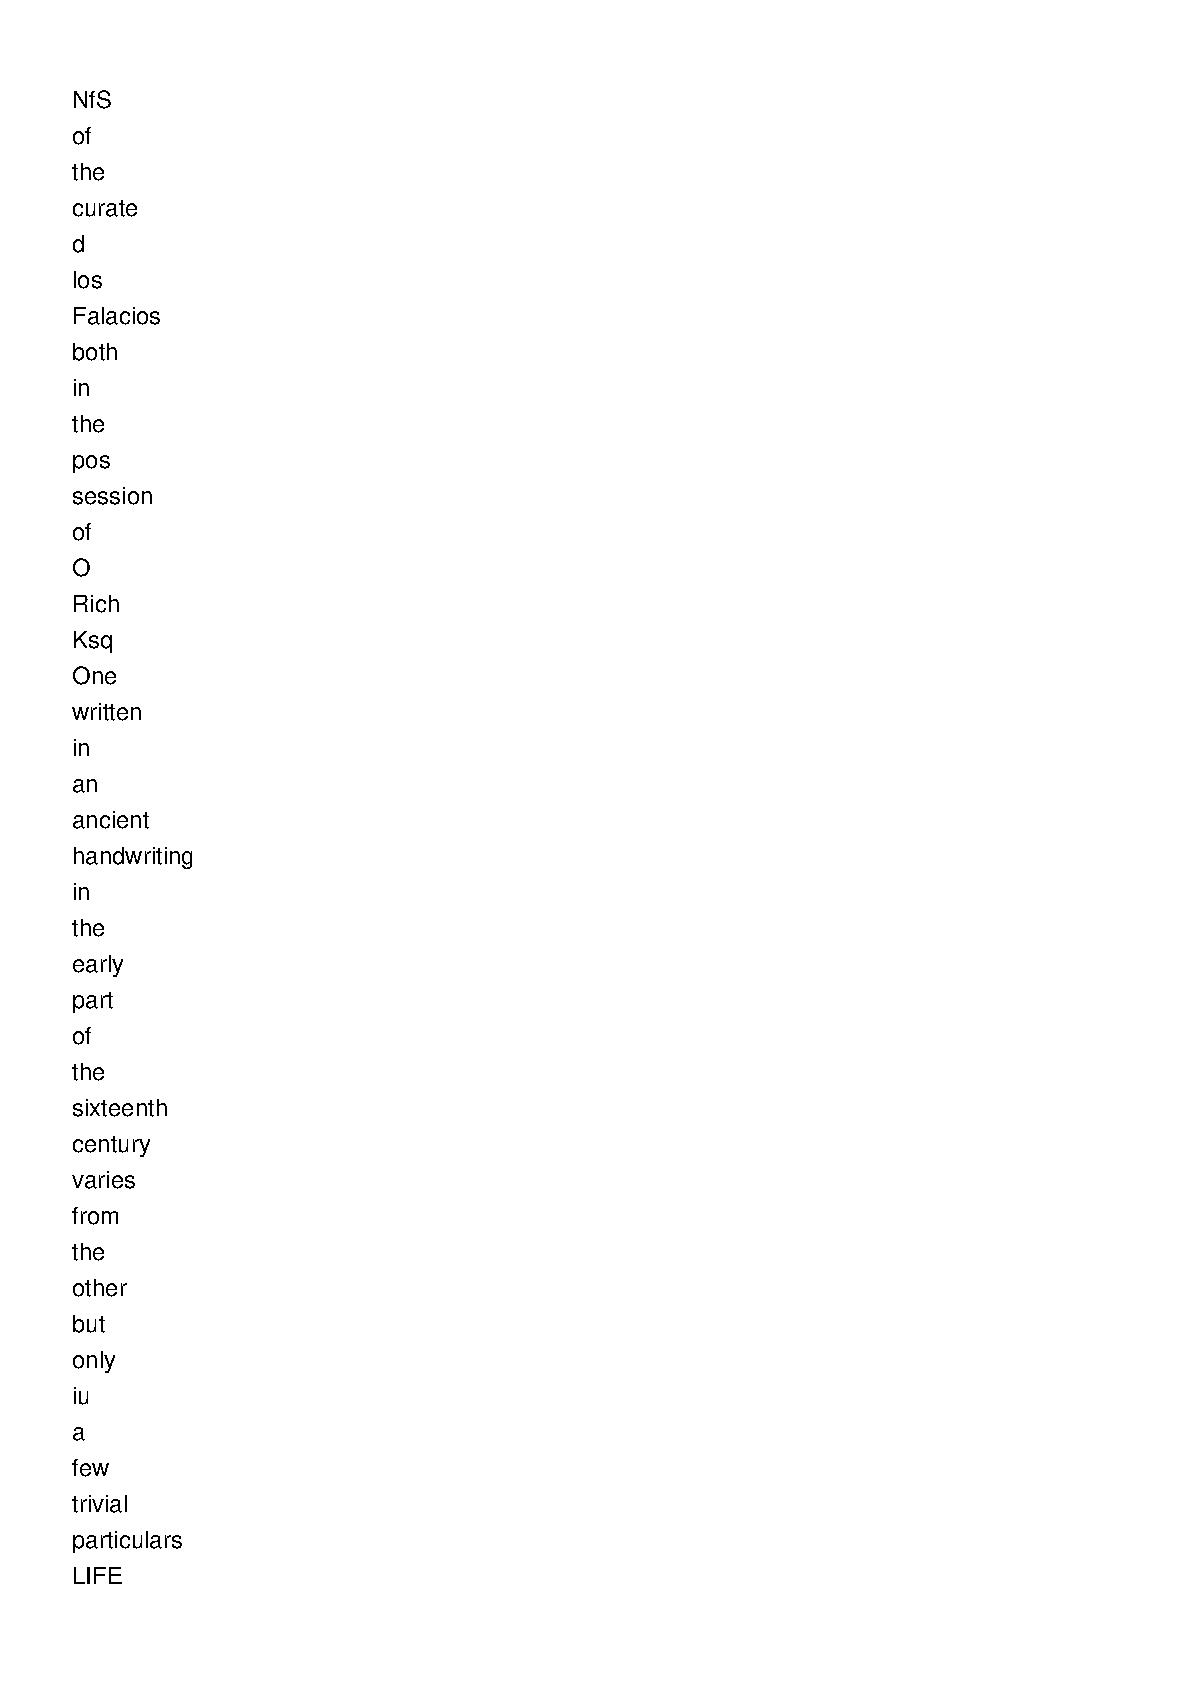 NfS
of
the
curate
d
los
Falacios
both
in
the
pos
session
of
O
Rich
Ksq
One
written
in
an
ancient
handwriting
in
the
early
part
of
the
sixteenth
century
varies
from
the
other
but
only
iu
a
few
trivial
particulars
LIFE